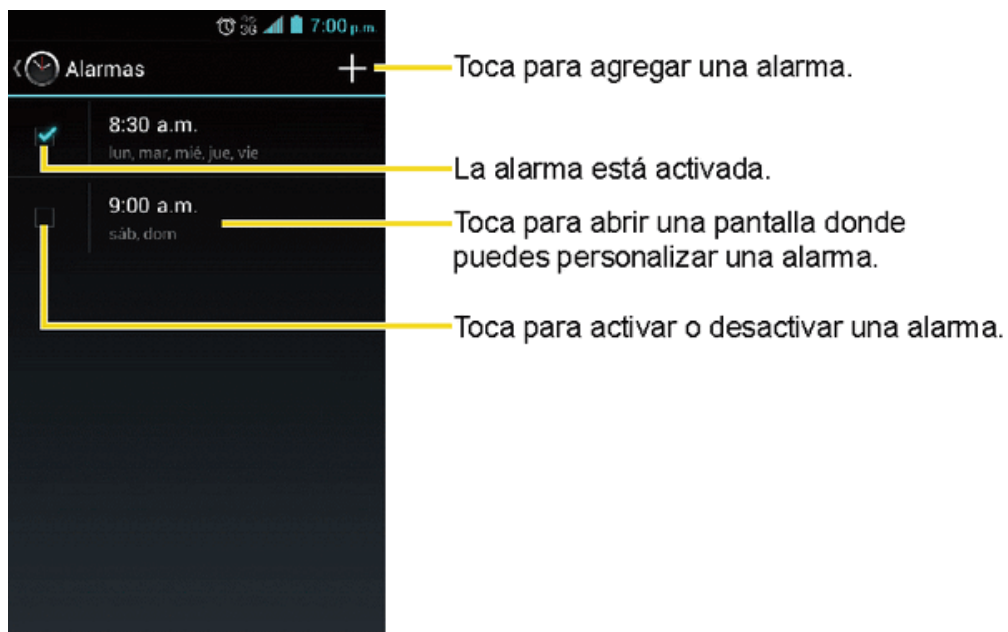 4G 3G 7:00 p.m.
Alarmas
Toca para agregar una alarma.
8:30 a.m.
lun, mar, mié, jue, vie
La alarma está activada.
9:00 a.m.
sáb, dom
Toca para abrir una pantalla donde
puedes personalizar una alarma.
Toca para activar o desactivar una alarma.